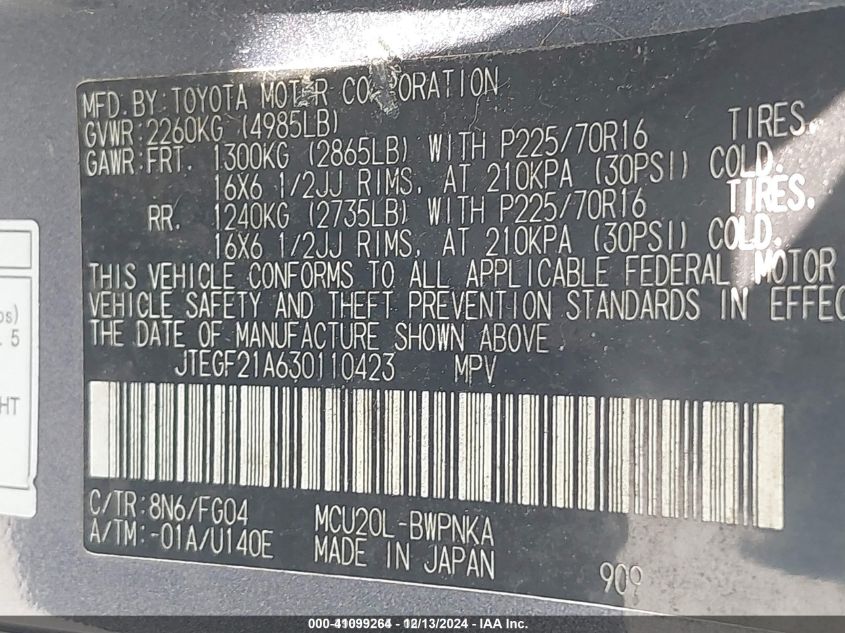 MFD. BY: TOYOTA MOTOR CORPORATION
GVWR: 2260KG (4985LB)
GAWR: FRT. 1300KG (2865LB) WITH P225/70R16 TIRES.
16X6 1/2JJ RIMS, AT 210KPA (30PSI) COLD.
RR. 1240KG (2735LB) WITH P225/70R16 TIRES.
16X6 1/2JJ RIMS, AT 210KPA (30PSI) COLD.
THIS VEHICLE CONFORMS TO ALL APPLICABLE FEDERAL MOTOR
VEHICLE SAFETY AND THEFT PREVENTION STANDARDS IN EFFEC
THE DATE OF MANUFACTURE SHOWN ABOVE.
JTEGF21A630110423 MPV
C/TR: 8N6/FG04 MCU20L-BWPNKA
A/TM: -01A/U140E MADE IN JAPAN 909
5
HT
000-41099264 - 12/13/2024 - IAA Inc.